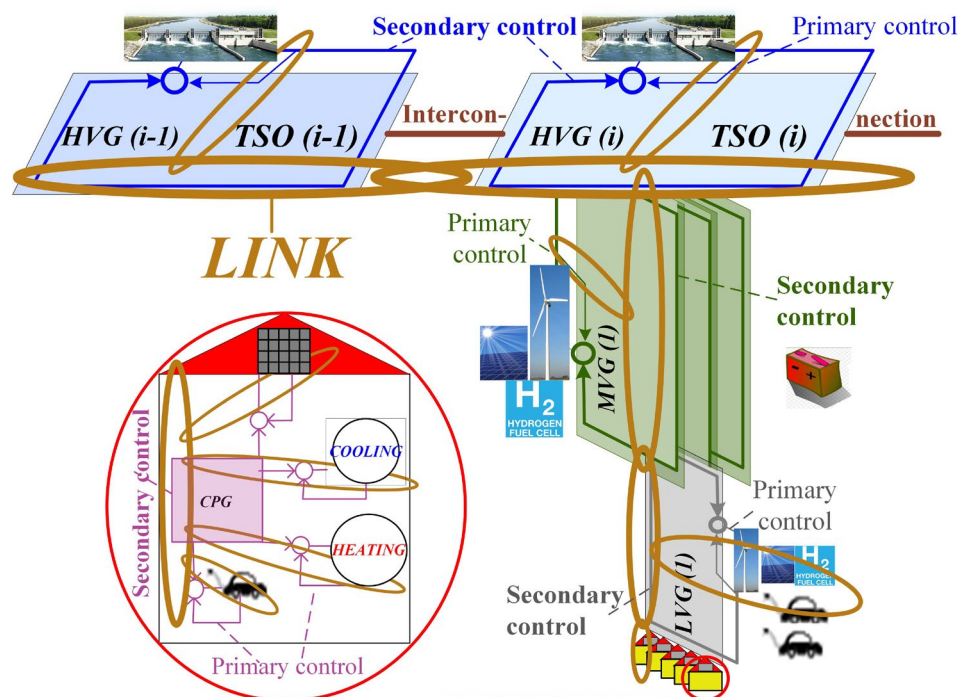 Secondary control
Primary control
HVG (i-1)
TSO (i-1)
Intercon-
HVG (i)
TSO (i)
nection
LINK
Primary
control
Secondary
control
MVG (1)
H2
HYDROGEN
FUEL CELL
- +
Secondary control
COOLING
CPG
HEATING
Primary control
Primary
control
H2
HYDROGEN
FUEL CELL
Secondary
control
LVG (1)